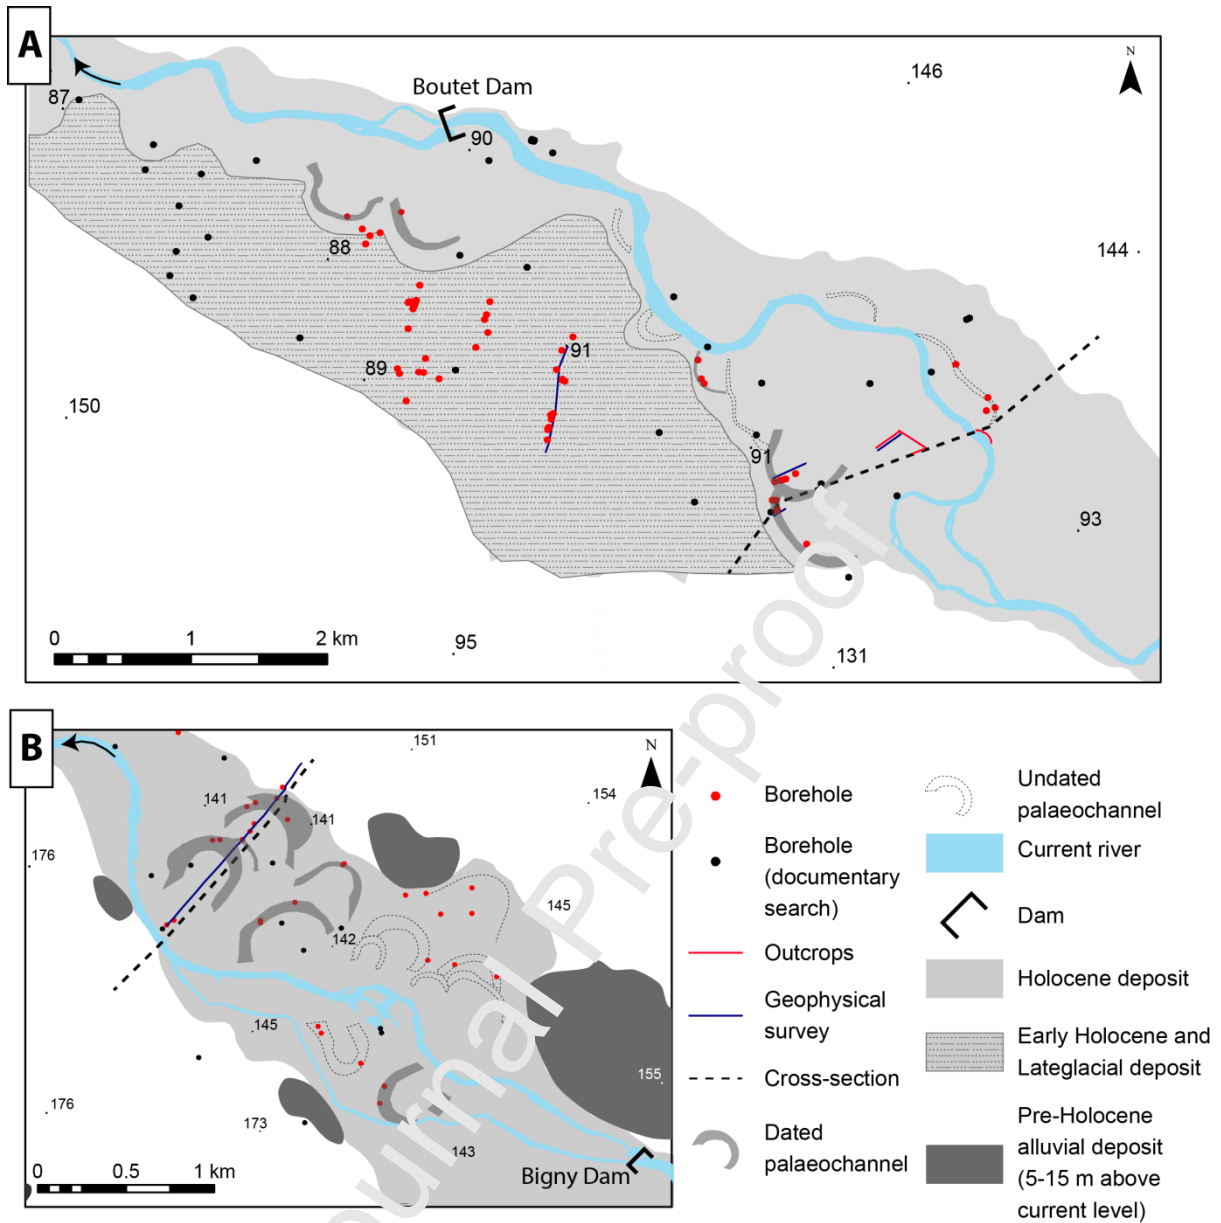 A
N
146
87
Boutet Dam
90
144
88
91
89
150
91
93
0 1 2 km
95
131
B
N
151
141
154
141
176
145
142
145
155
176
173
143
0 0.5 1 km
Bigny Dam
Journal Pre-proof
Borehole
Borehole
(documentary
search)
Outcrops
Geophysical
survey
Cross-section
Dated
palaeochannel
Undated
palaeochannel
Current river
Dam
Holocene deposit
Early Holocene and
Lateglacial deposit
Pre-Holocene
alluvial deposit
(5-15 m above
current level)